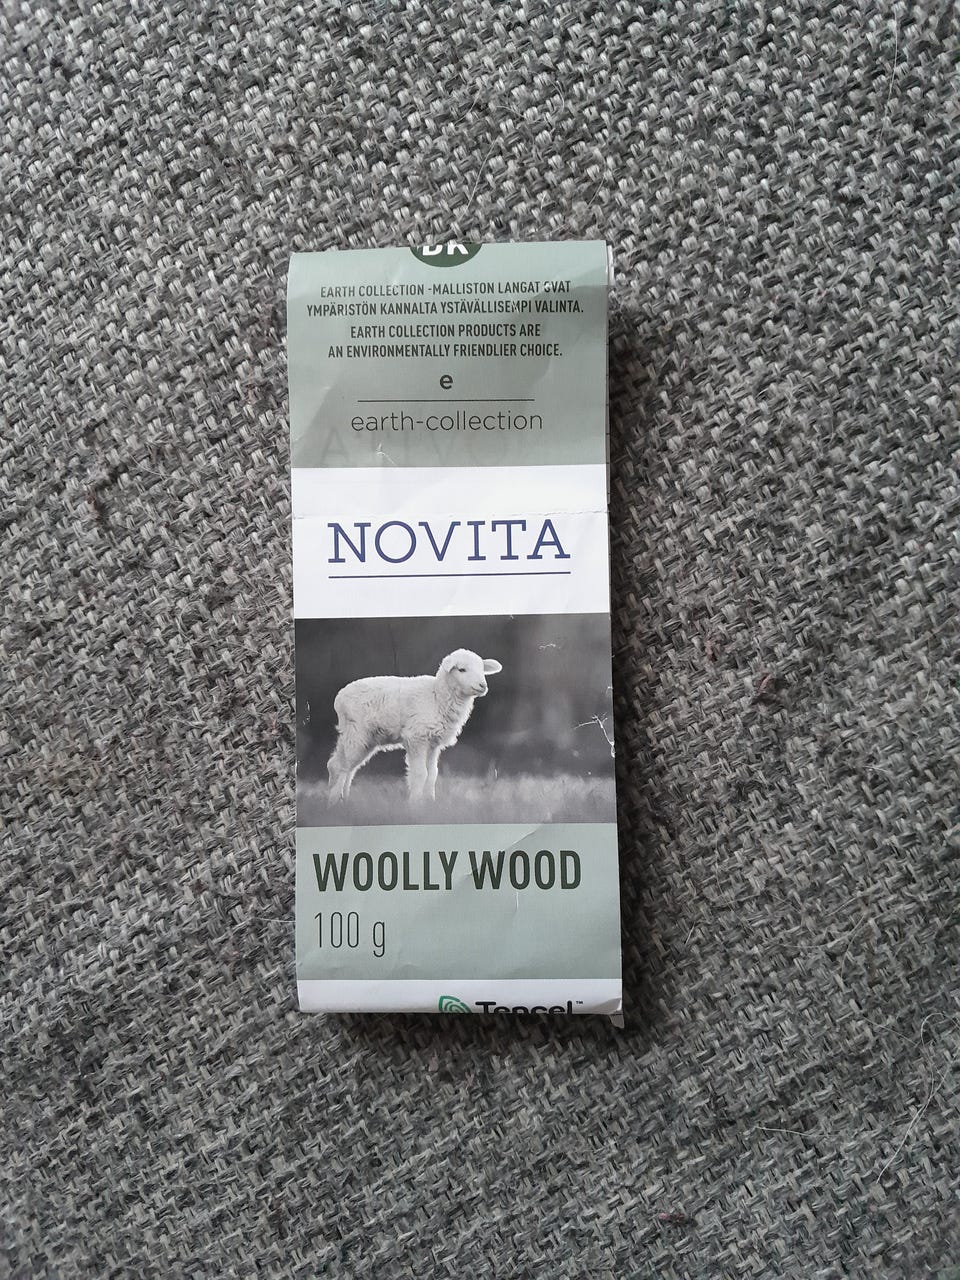 DK
EARTH COLLECTION -MALLISTON LANGAT OVAT
YMPÄRISTÖN KANNALTA YSTÄVÄLLISEMPI VALINTA.
EARTH COLLECTION PRODUCTS ARE
AN ENVIRONMENTALLY FRIENDLIER CHOICE.
e
earth-collection
NOVITA
WOOLLY WOOD
100 g
Tencel™